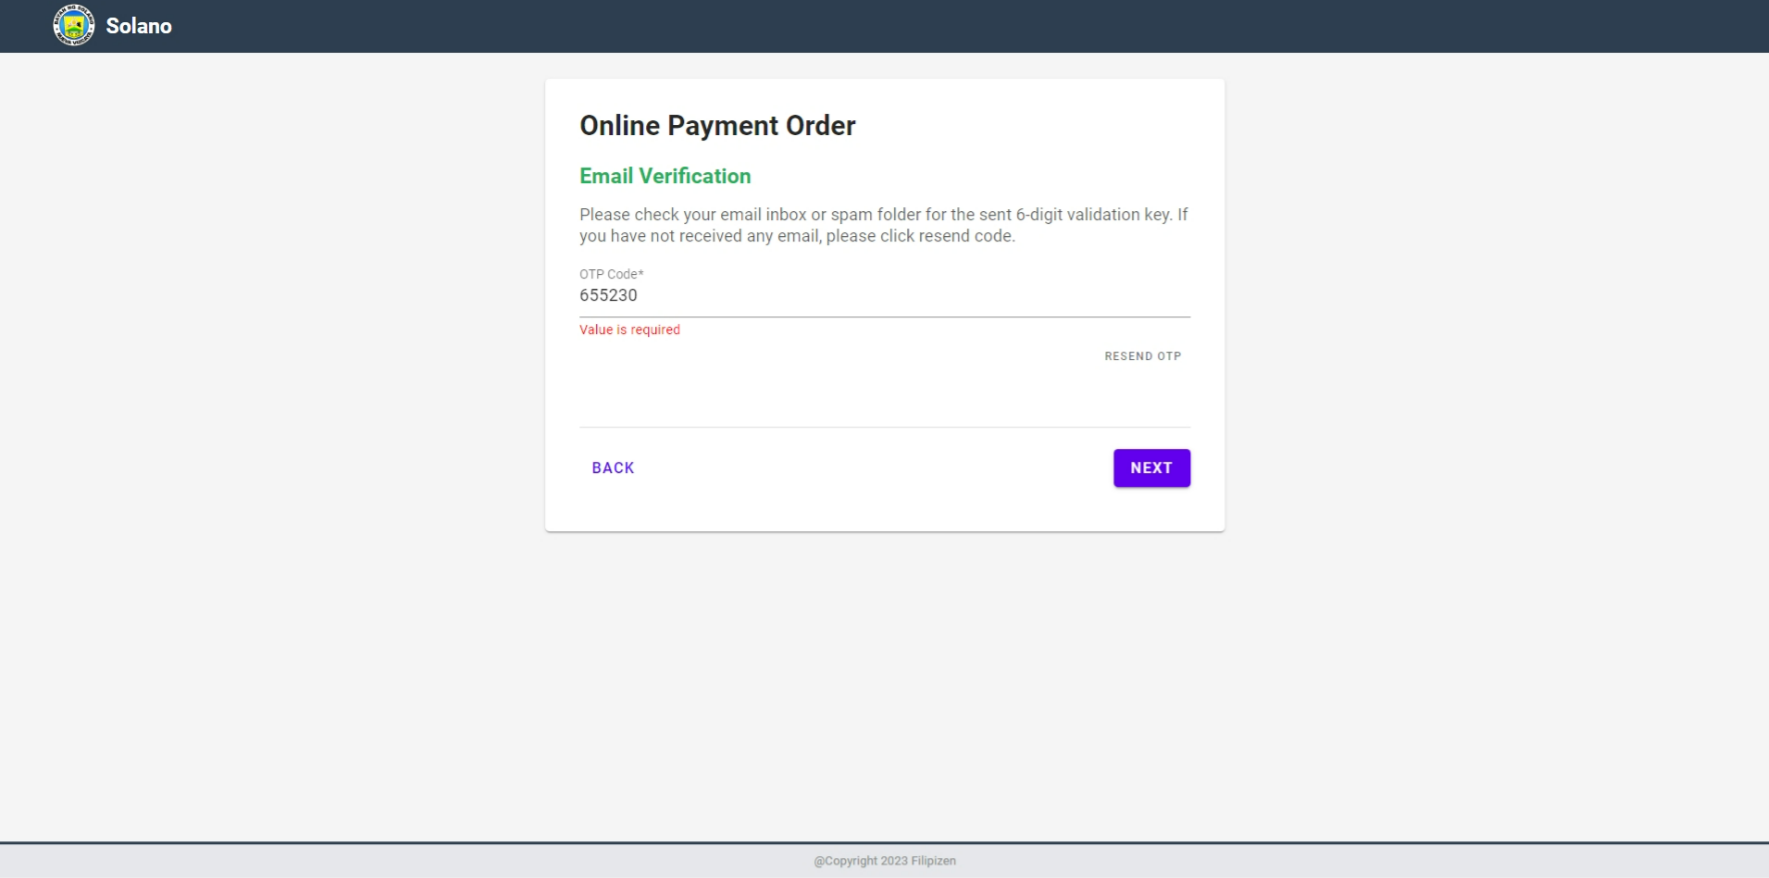 Solano
Online Payment Order
Email Verification
Please check your email inbox or spam folder for the sent 6-digit validation key. If
you have not received any email, please click resend code.
OTP Code*
655230
Value is required
RESEND OTP
BACK
NEXT
@Copyright 2023 Filipizen